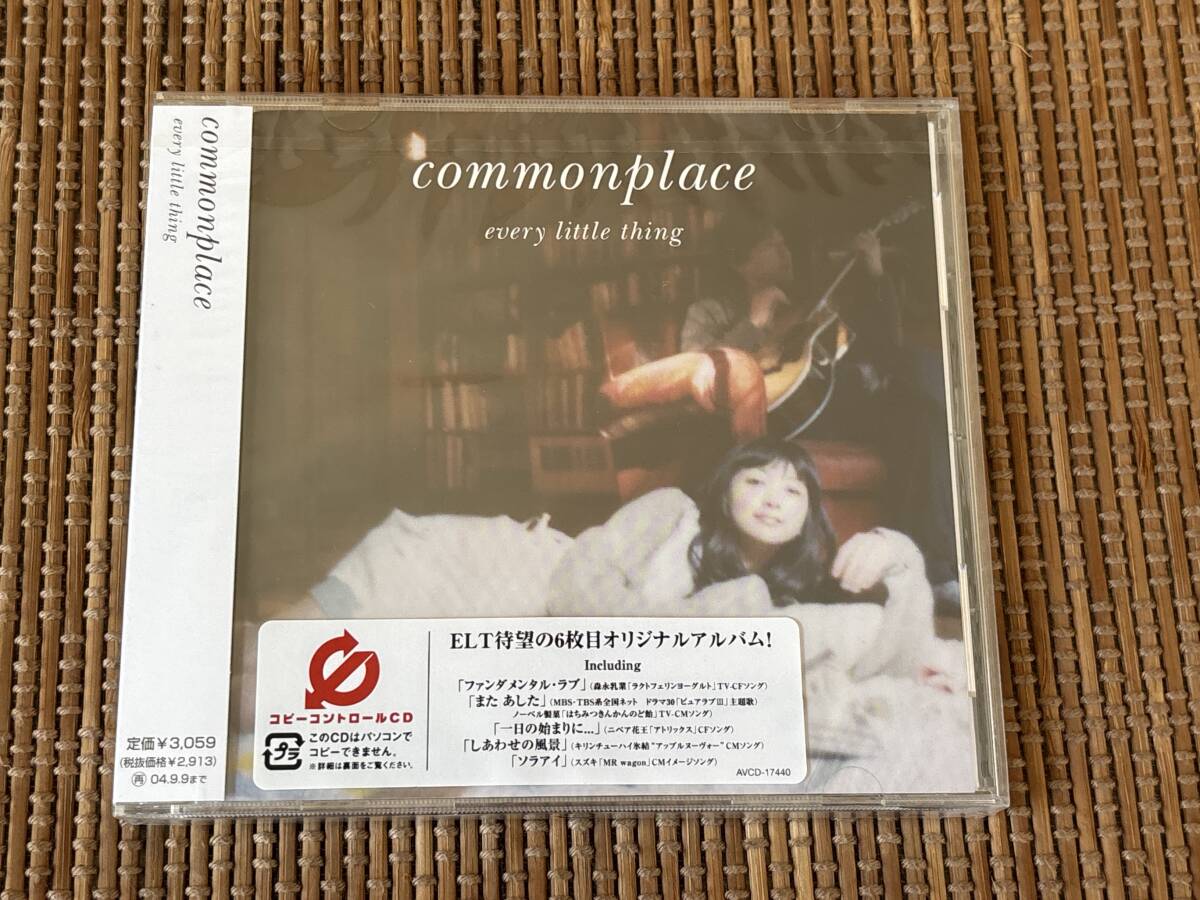 commonplace
every little thing
定価¥3,059
(税抜価格¥2,913)
再 04.9.9まで
commonplace
every little thing
コピーコントロールCD
プラ
このCDはパソコンで
コピーできません。
※詳細は裏面をご覧ください。
ELT待望の6枚目オリジナルアルバム!
Including
「ファンダメンタル・ラブ」(森永乳業「ラクトフェリンヨーグルト」TV-CFソング)
「また あした」(MBS・TBS系全国ネット ドラマ30「ピュアラブⅢ」主題歌)
ノーベル製菓「はちみつきんかんのど飴」TV-CMソング)
「一日の始まりに…」(ニベア花王「アトリックス」CFソング)
「しあわせの風景」(キリンチューハイ氷結“アップルヌーヴォー”CMソング)
「ソラアイ」(スズキ「MR wagon」CMイメージソング)
AVCD-17440